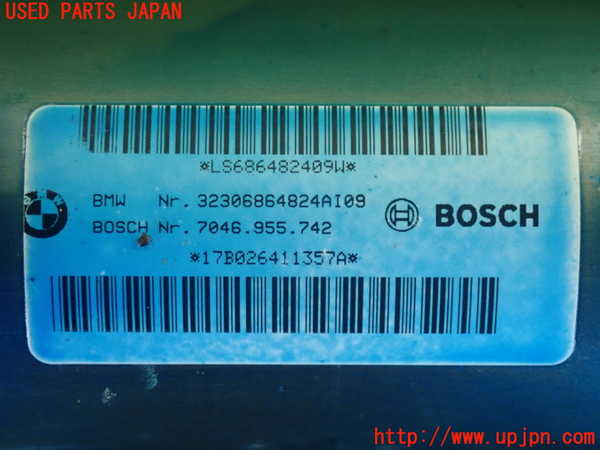 USED PARTS JAPAN
*LS686482409W*
BMW Nr. 32306864824AI09
BOSCH Nr. 7046.955.742
BOSCH
*17B026411357A*
http://www.upjpn.com/